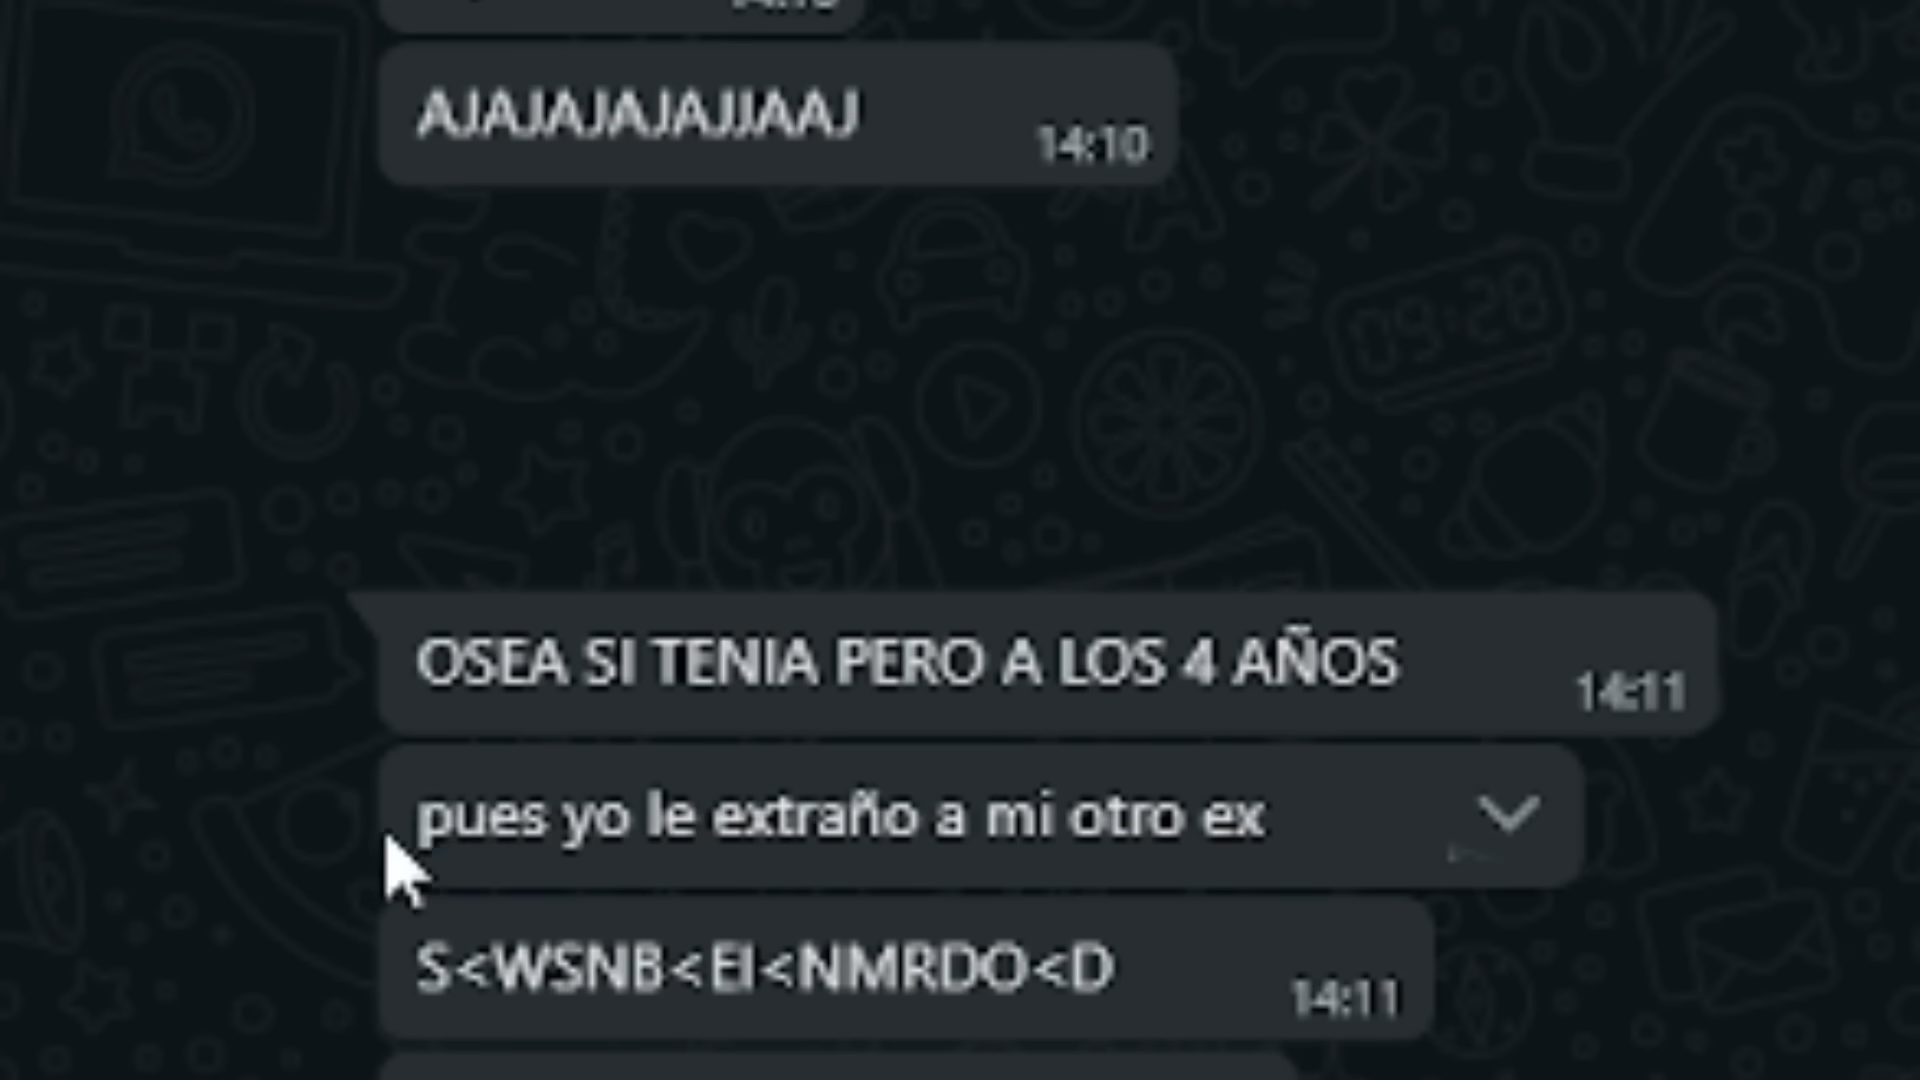 AJAJAJAJAJJAAJ
14:10
OSEA SI TENIA PERO A LOS 4 AÑOS
14:11
pues yo le extraño a mi otro ex
S<WSNB<EI<NMRDO<D
14:11